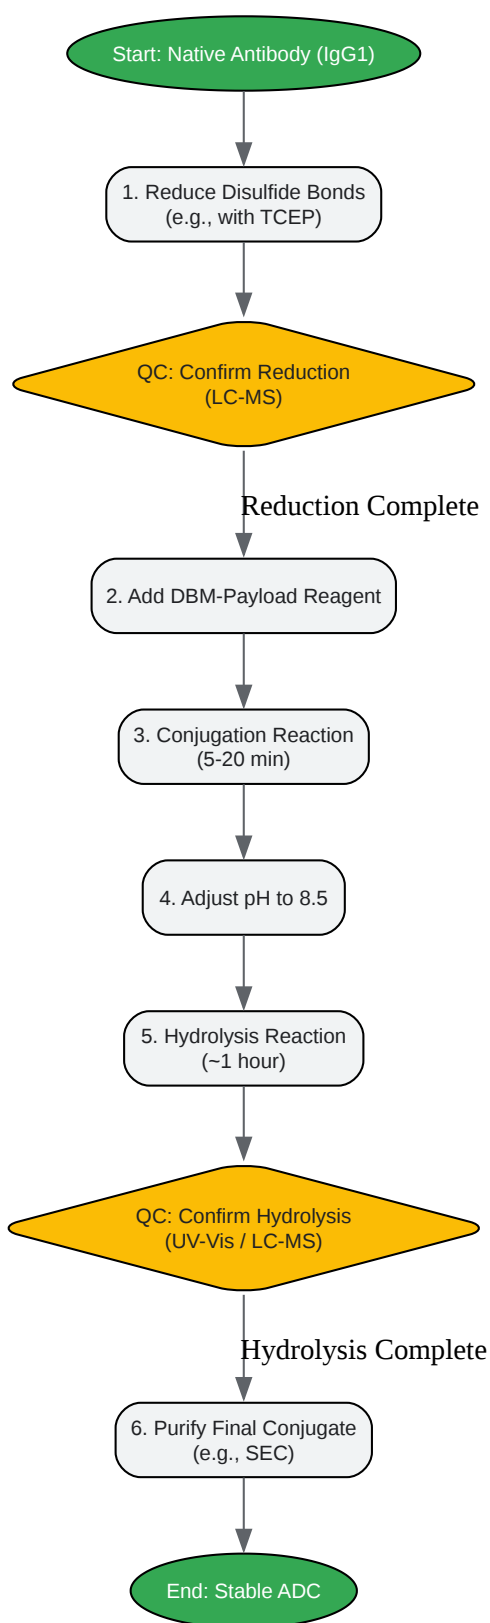 Start: Native Antibody (IgG1)
1. Reduce Disulfide Bonds
(e.g., with TCEP)
QC: Confirm Reduction
(LC-MS)
Reduction Complete
2. Add DBM-Payload Reagent
3. Conjugation Reaction
(5-20 min)
4. Adjust pH to 8.5
5. Hydrolysis Reaction
(~1 hour)
QC: Confirm Hydrolysis
(UV-Vis / LC-MS)
Hydrolysis Complete
6. Purify Final Conjugate
(e.g., SEC)
End: Stable ADC